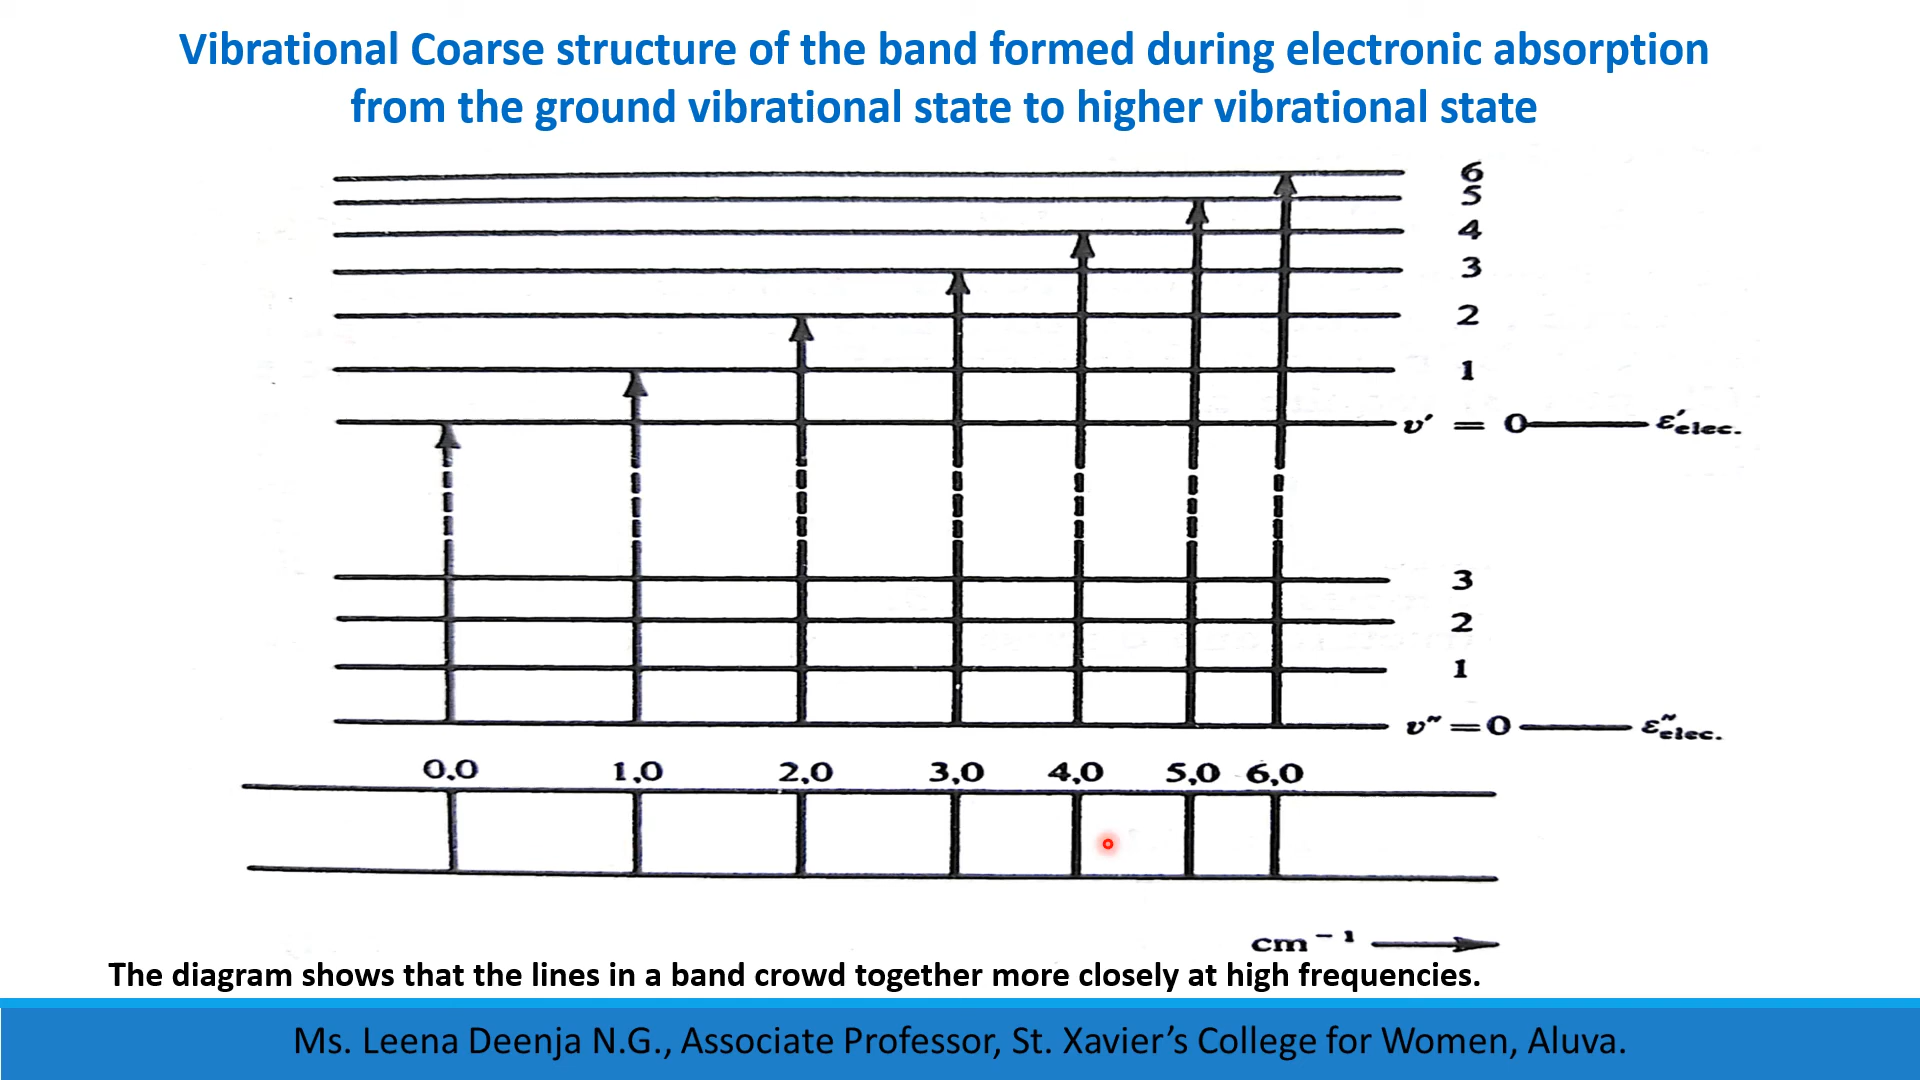 Vibrational Coarse structure of the band formed during electronic absorption
from the ground vibrational state to higher vibrational state
6
5
4
3
2
1
v′ = 0 ε′elec.
3
2
1
v″ = 0 ε″elec.
0,0 1,0 2,0 3,0 4,0 5,0 6,0
cm⁻¹
The diagram shows that the lines in a band crowd together more closely at high frequencies.
Ms. Leena Deenja N.G., Associate Professor, St. Xavier’s College for Women, Aluva.